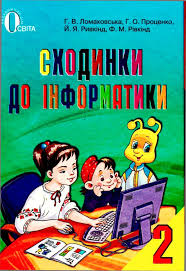 ОСВІТА
Г. В. Ломаковська, Г. О. Проценко,
Й. Я. Ривкінд, Ф. М. Рівкінд
СХОДИНКИ
ДО ІНФОРМАТИКИ
2